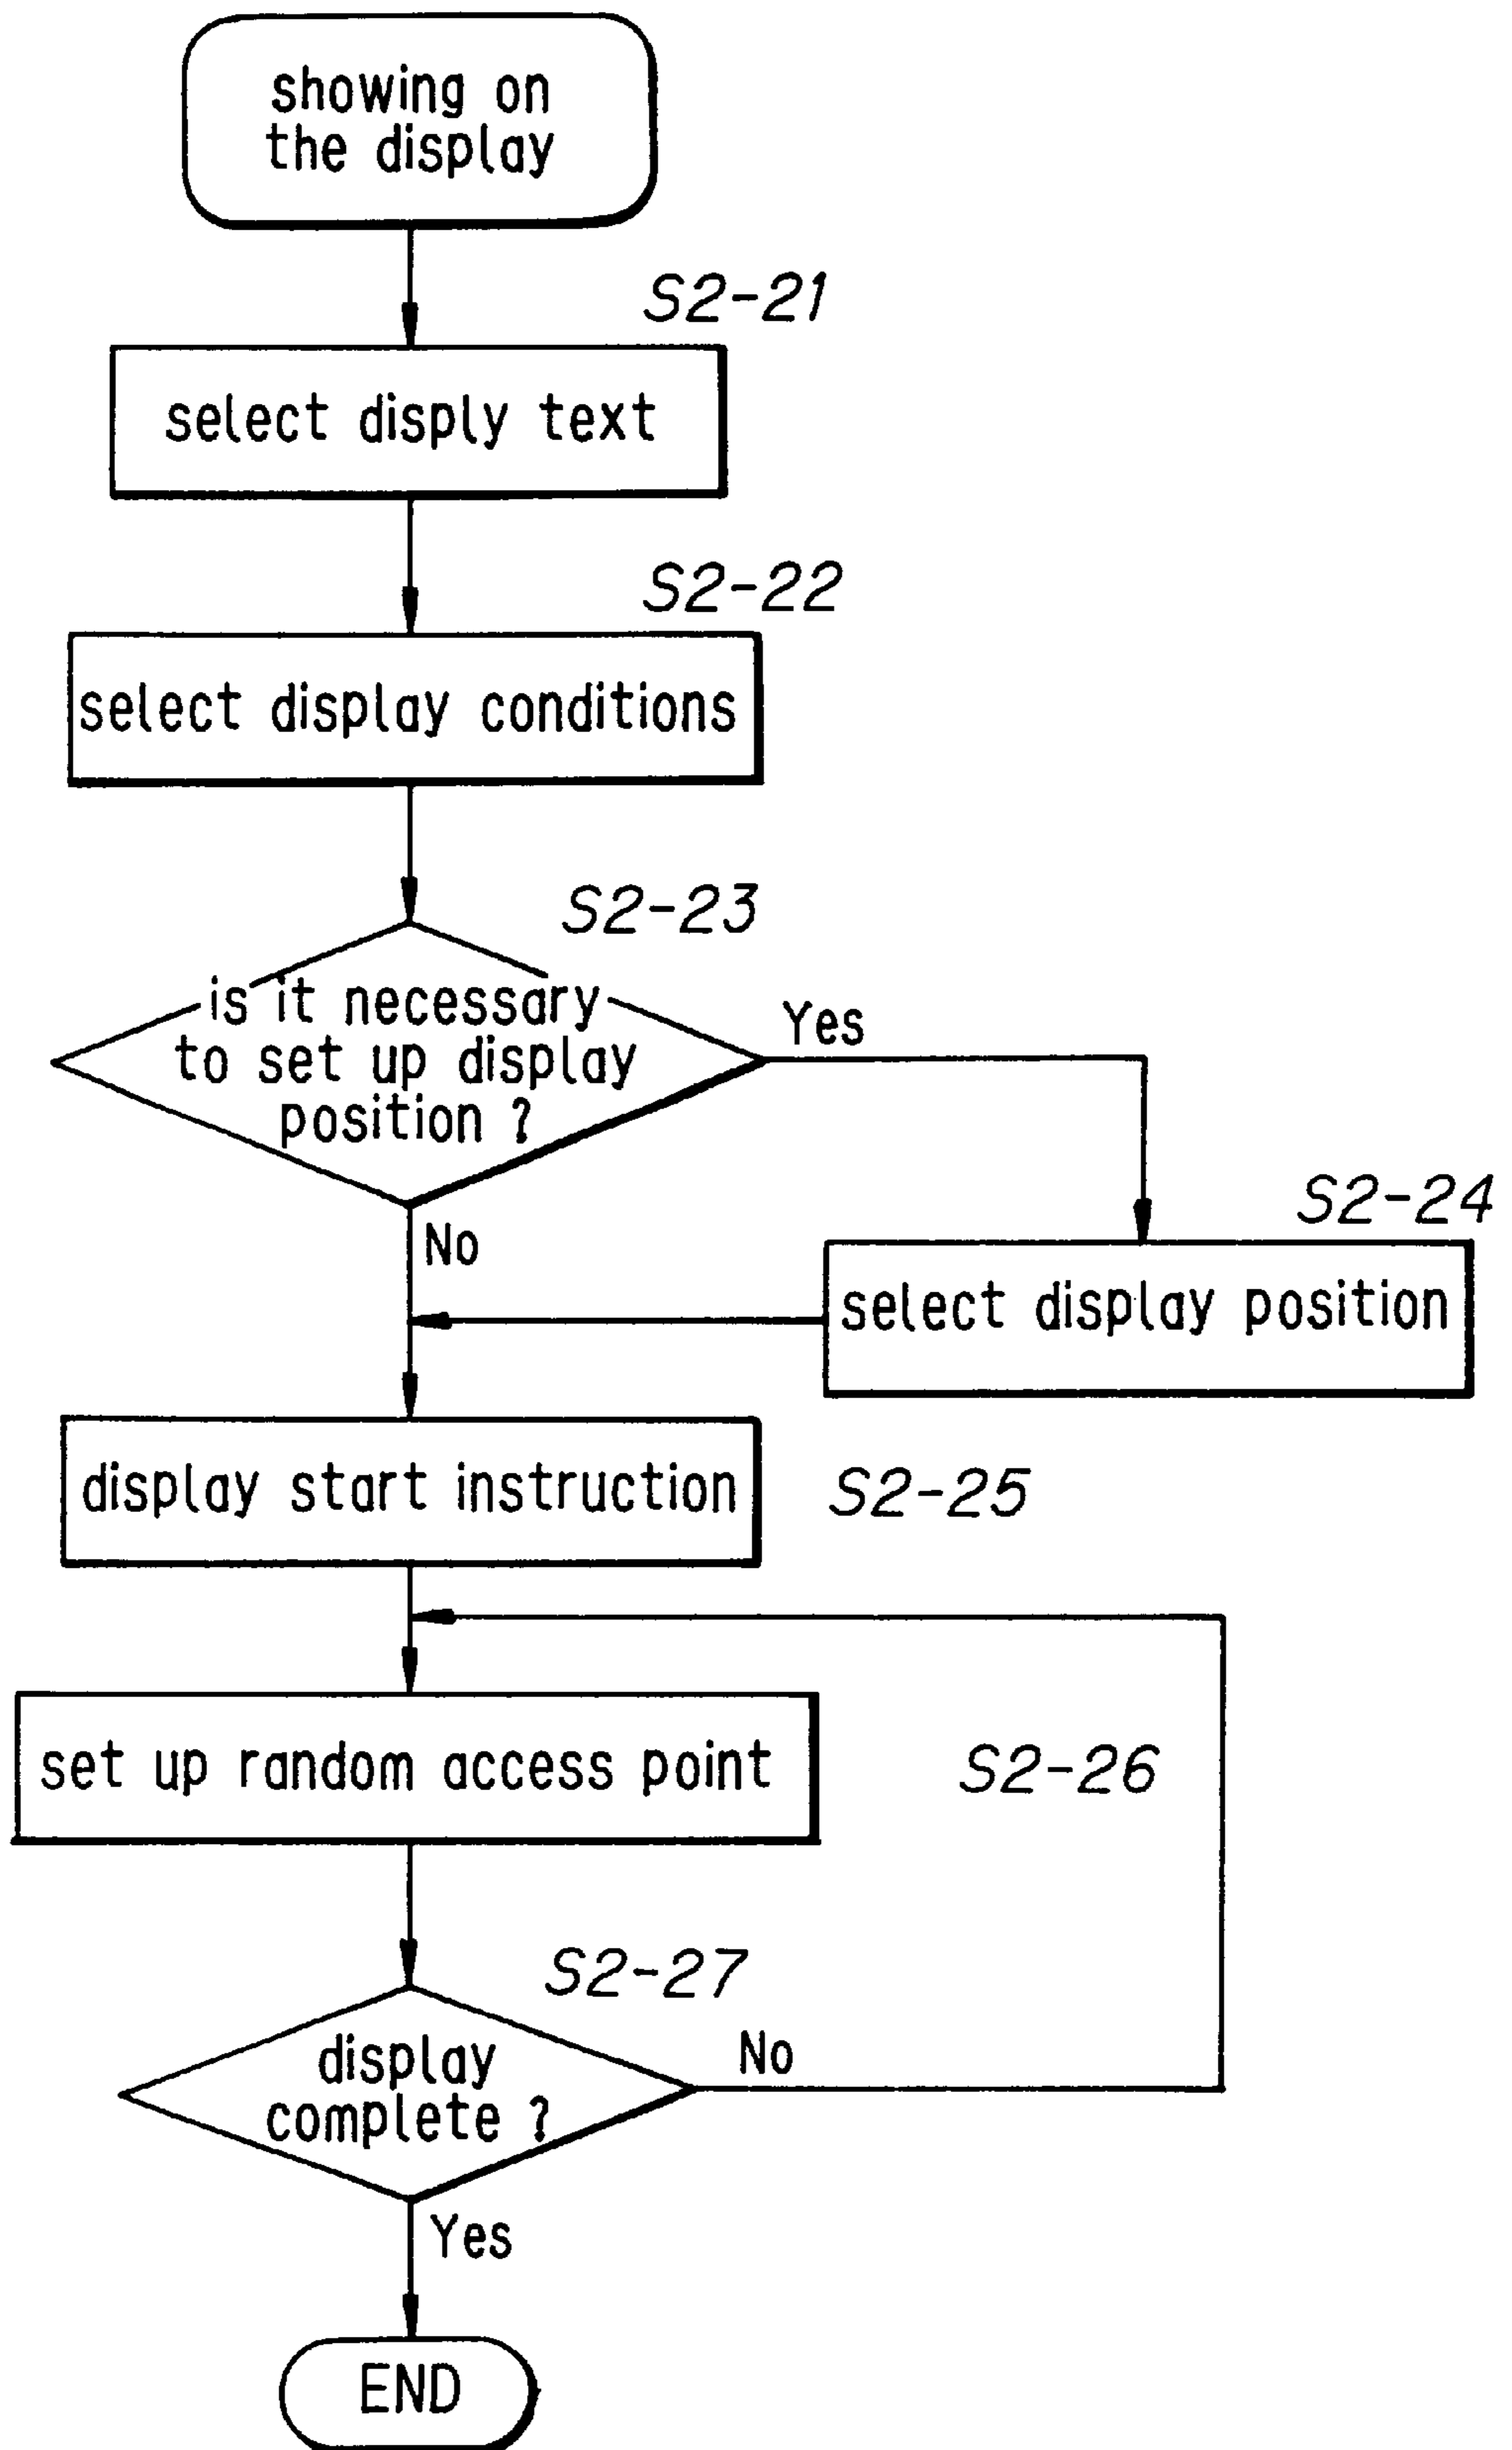 showing on
the display
S2-21
select disply text
S2-22
select display conditions
S2-23
is it necessary
to set up display
position ?
Yes
No
S2-24
select display position
display start instruction
S2-25
set up random access point
S2-26
S2-27
display
complete ?
No
Yes
END